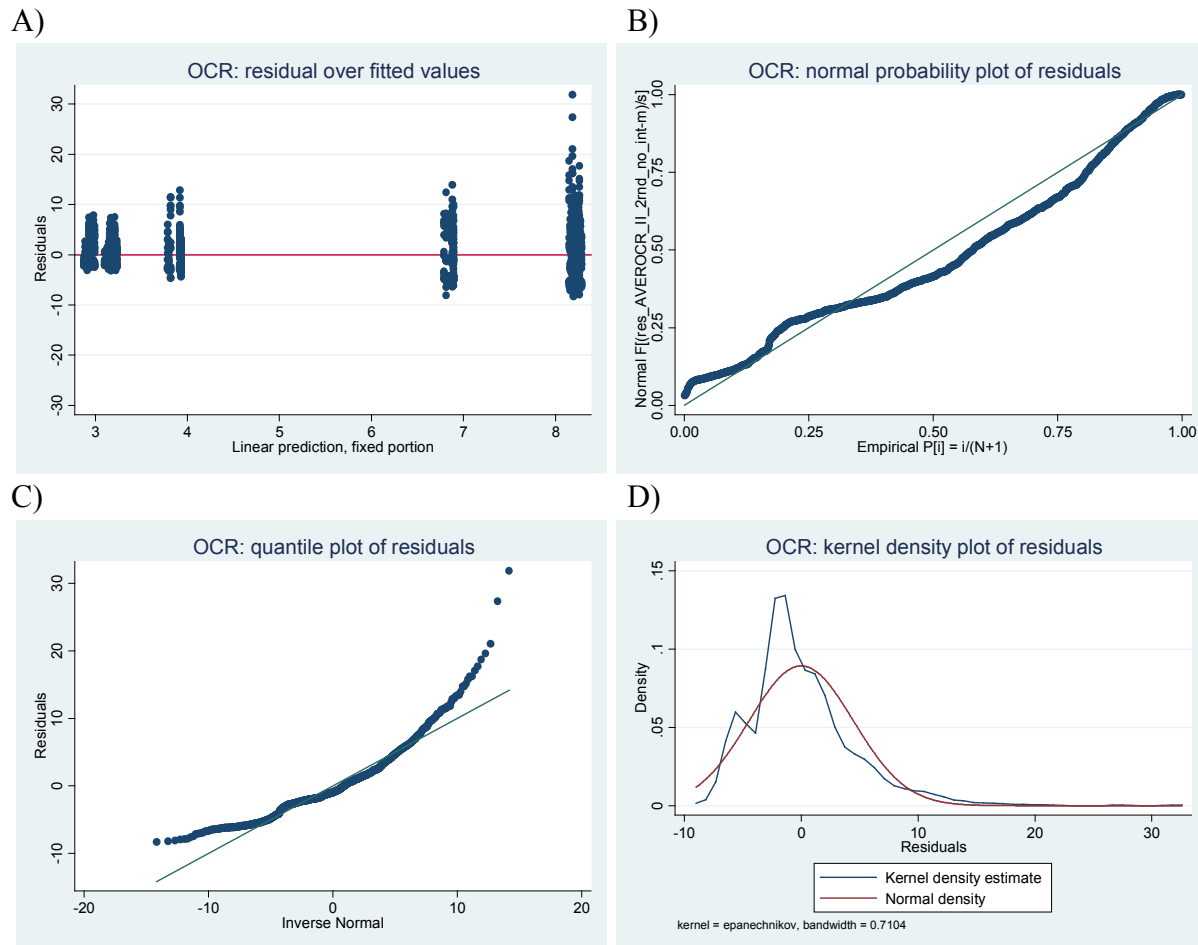 A)
OCR: residual over fitted values
Residuals
30
20
10
0
-10
-20
-30
3 4 5 6 7 8
Linear prediction, fixed portion
B)
OCR: normal probability plot of residuals
Normal F[(res_AVEROCR_II_2rnd_no_int-m)/s]
1.00
0.75
0.50
0.25
0.00
0.00 0.25 0.50 0.75 1.00
Empirical P[i] = i/(N+1)
C)
OCR: quantile plot of residuals
Residuals
30
20
10
0
-10
-20 -10 0 10 20
Inverse Normal
D)
OCR: kernel density plot of residuals
Density
.15
.1
.05
0
-10 0 10 20 30
Residuals
Kernel density estimate
Normal density
kernel = epanechnikov, bandwidth = 0.7104